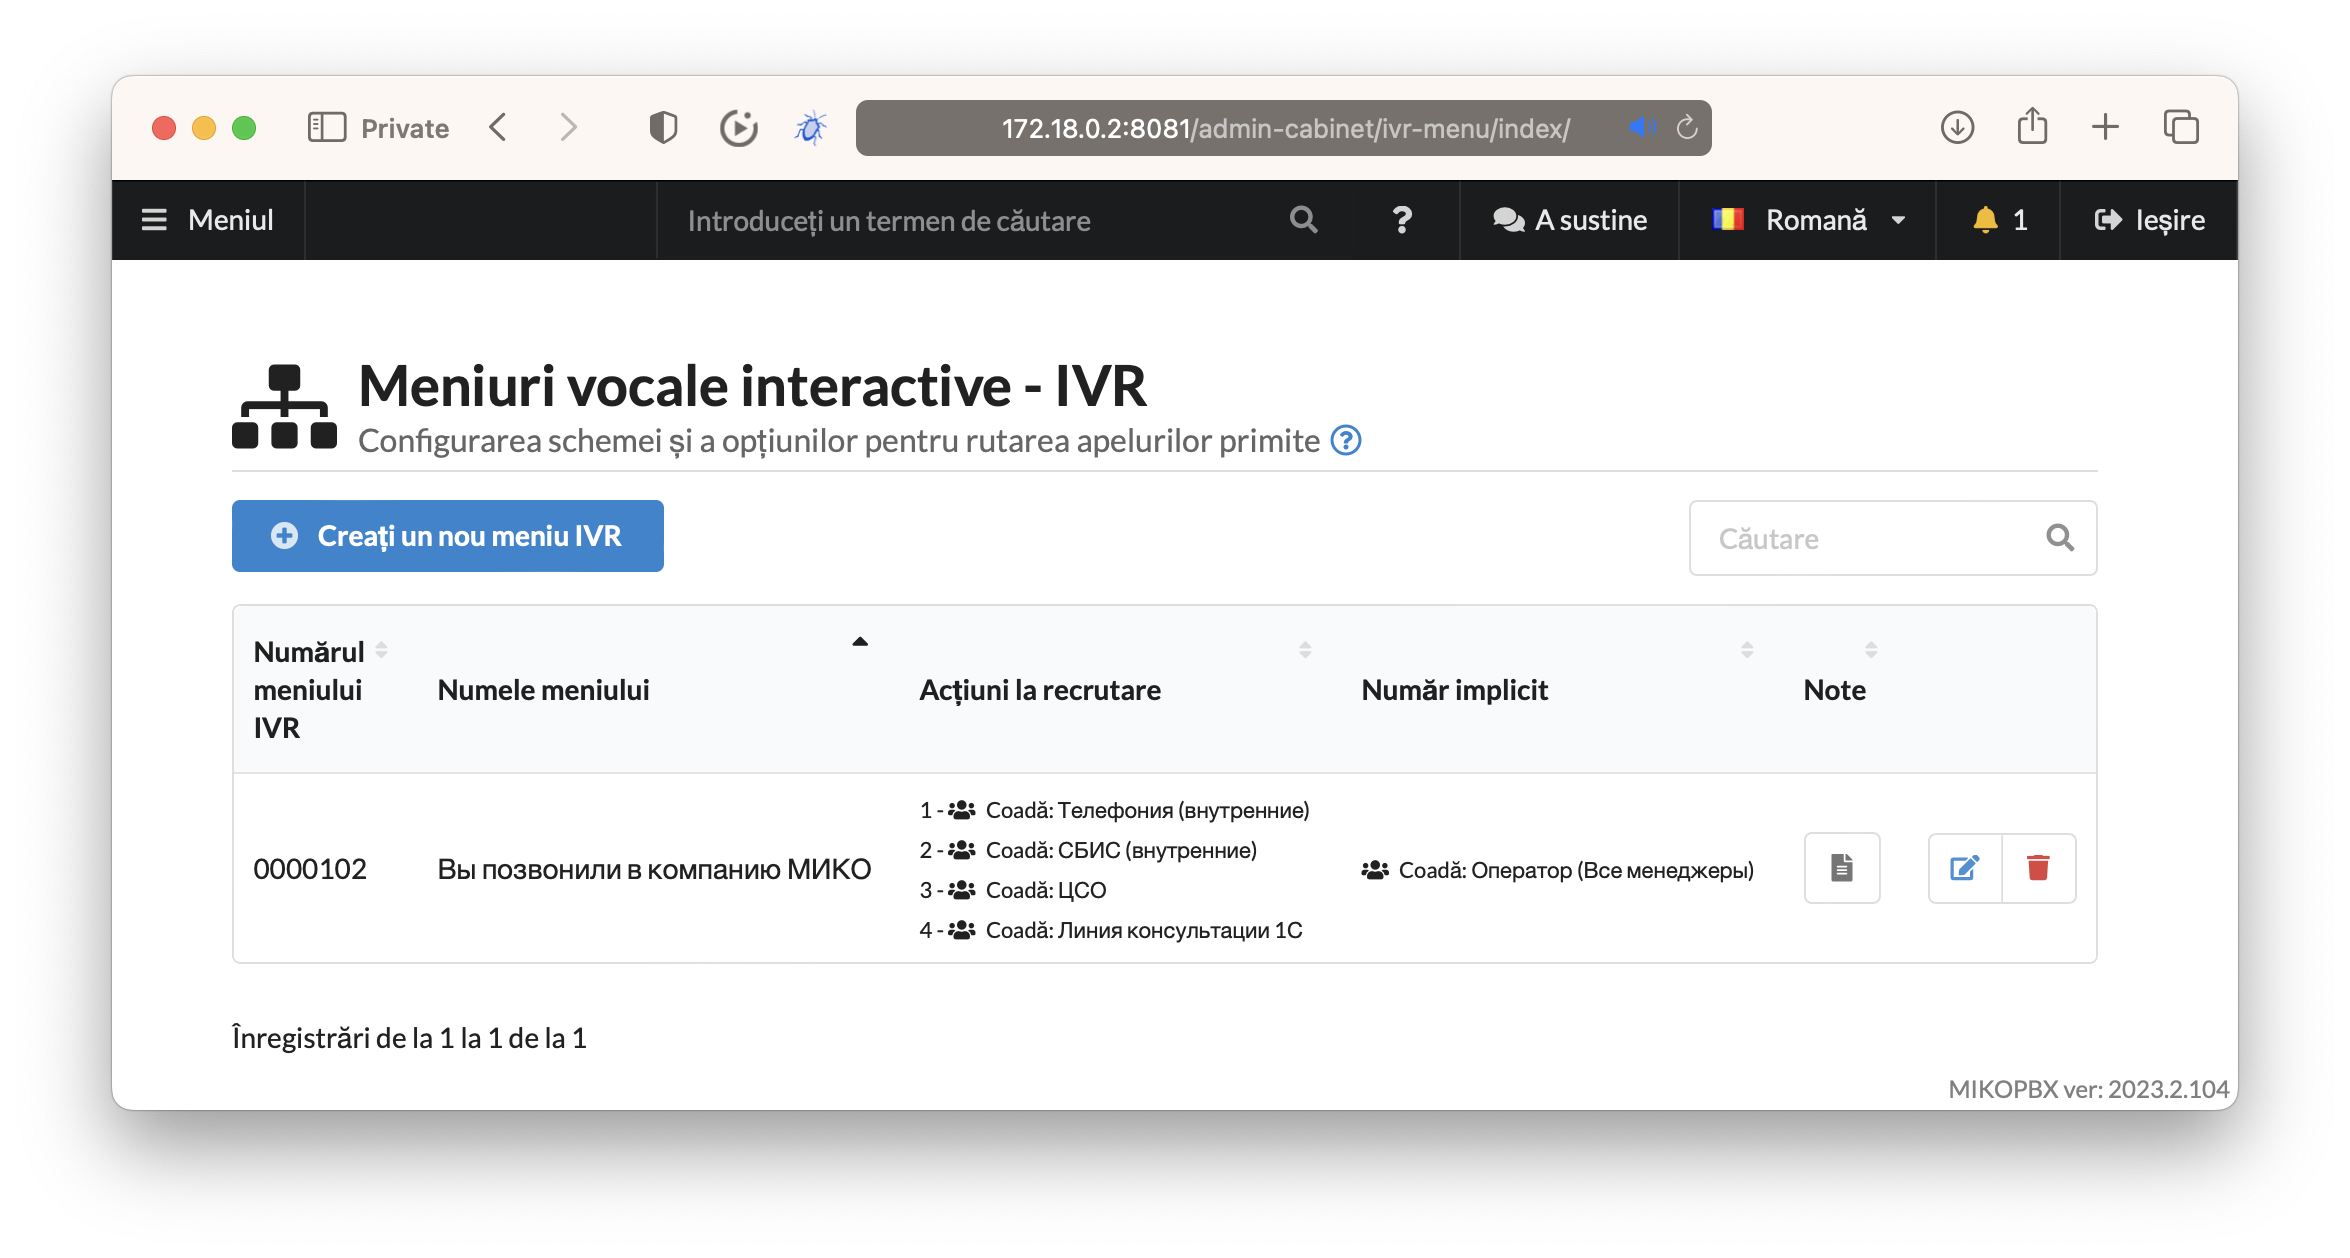 Private
172.18.0.2:8081/admin-cabinet/ivr-menu/index/
Meniul
Introduceți un termen de căutare
?
A sustine
Romană
1
Ieșire
Meniuri vocale interactive - IVR
Configurarea schemei și a opțiunilor pentru rutarea apelurilor primite ?
Creați un nou meniu IVR
Căutare
Numărul
meniului
IVR
Numele meniului
Acțiuni la recrutare
Număr implicit
Note
0000102
Вы позвонили в компанию МИКО
1 - Coadă: Телефония (внутренние)
2 - Coadă: СБИС (внутренние)
3 - Coadă: ЦСО
4 - Coadă: Линия консультации 1С
Coadă: Оператор (Все менеджеры)
Înregistrări de la 1 la 1 de la 1
MIKOPBX ver: 2023.2.104